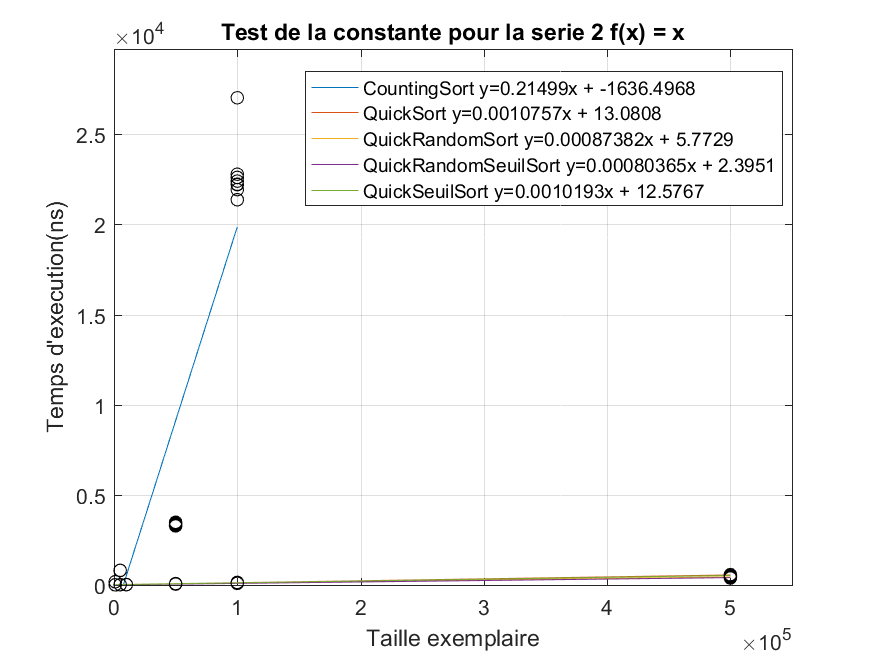 Test de la constante pour la serie 2 f(x) = x
×10^4
CountingSort y=0.21499x + -1636.4968
QuickSort y=0.0010757x + 13.0808
QuickRandomSort y=0.00087382x + 5.7729
QuickRandomSeuilSort y=0.00080365x + 2.3951
QuickSeuilSort y=0.0010193x + 12.5767
Temps d'execution(ns)
2.5
2
1.5
1
0.5
0
0 1 2 3 4 5
Taille exemplaire
×10^5